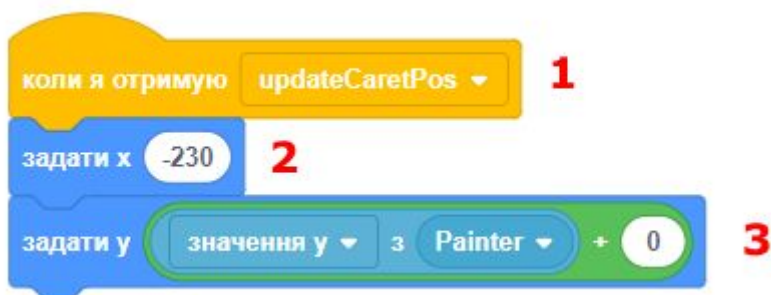 коли я отримую updateCaretPos 1
задати x -230 2
задати y значення y з Painter + 0 3